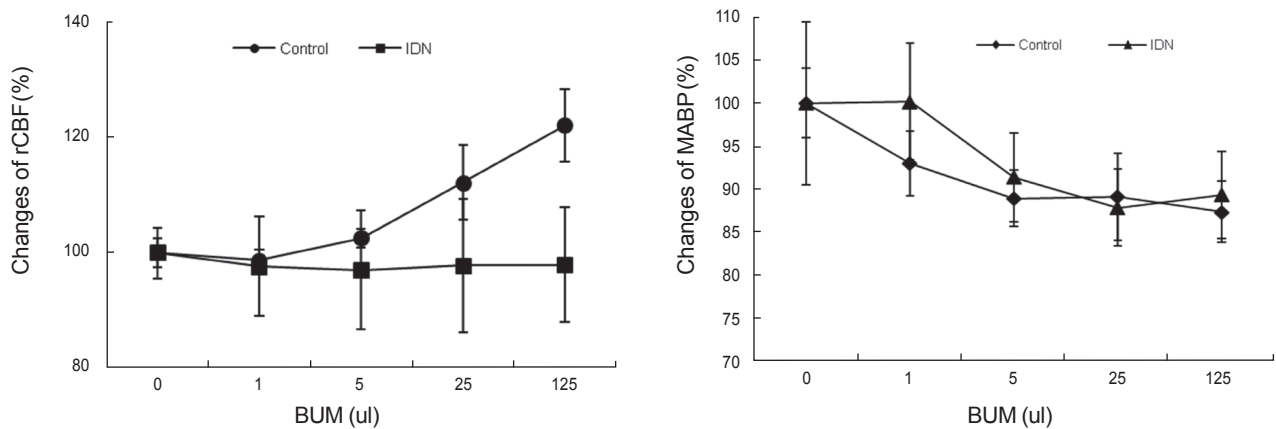 Changes of rCBF (%)
140
120
100
80
Control
IDN
0 1 5 25 125
BUM (ul)
Changes of MABP (%)
110
105
100
95
90
85
80
75
70
Control
IDN
0 1 5 25 125
BUM (ul)